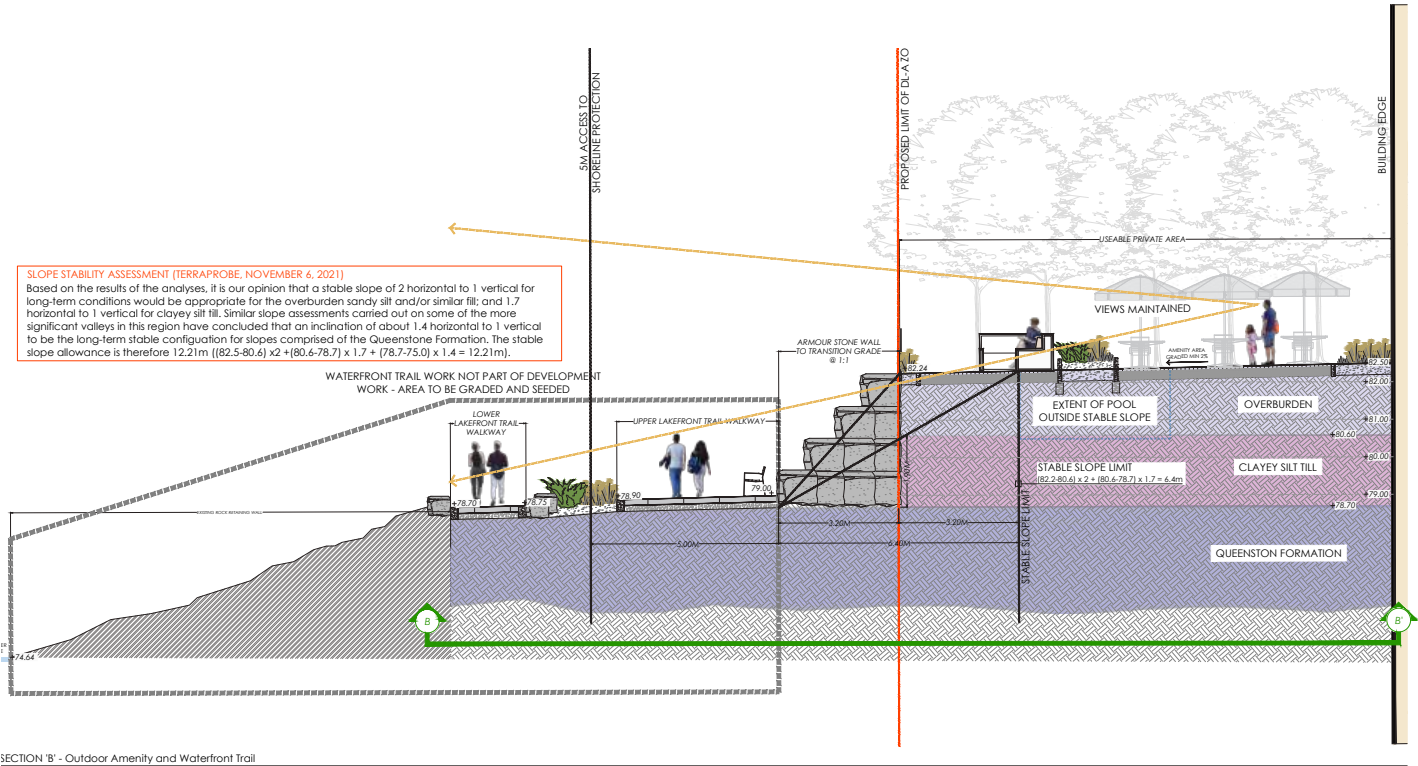 5M ACCESS TO
SHORELINE PROTECTION
PROPOSED LIMIT OF DL-A ZO
BUILDING EDGE
USEABLE PRIVATE AREA
SLOPE STABILITY ASSESSMENT (TERRAPROBE, NOVEMBER 6, 2021)
Based on the results of the analyses, it is our opinion that a stable slope of 2 horizontal to 1 vertical for
long-term conditions would be appropriate for the overburden sandy silt and/or similar fill; and 1.7
horizontal to 1 vertical for clayey silt till. Similar slope assessments carried out on some of the more
significant valleys in this region have concluded that an inclination of about 1.4 horizontal to 1 vertical
to be the long-term stable configuation for slopes comprised of the Queenstone Formation. The stable
slope allowance is therefore 12.21m ((82.5-80.6) x2 +(80.6-78.7) x 1.7 + (78.7-75.0) x 1.4 = 12.21m).
VIEWS MAINTAINED
ARMOUR STONE WALL
TO TRANSITION GRADE
@ 1:1
AMENITY AREA
GRADED MIN 2%
WATERFRONT TRAIL WORK NOT PART OF DEVELOPMENT
WORK - AREA TO BE GRADED AND SEEDED
82.24
82.50
82.00
LOWER
LAKEFRONT TRAIL
WALKWAY
UPPER LAKEFRONT TRAIL WALKWAY
EXTENT OF POOL
OUTSIDE STABLE SLOPE
OVERBURDEN
81.00
80.60
80.00
STABLE SLOPE LIMIT
(82.2-80.6) x 2 + (80.6-78.7) x 1.7 = 6.4m
CLAYEY SILT TILL
1.90M
78.70
78.75
78.90
79.00
79.00
78.70
EXISTING ROCK RETAINING WALL
3.20M
3.20M
5.00M
6.40M
STABLE SLOPE LIMIT
QUEENSTON FORMATION
B
B'
74.64
SECTION 'B' - Outdoor Amenity and Waterfront Trail